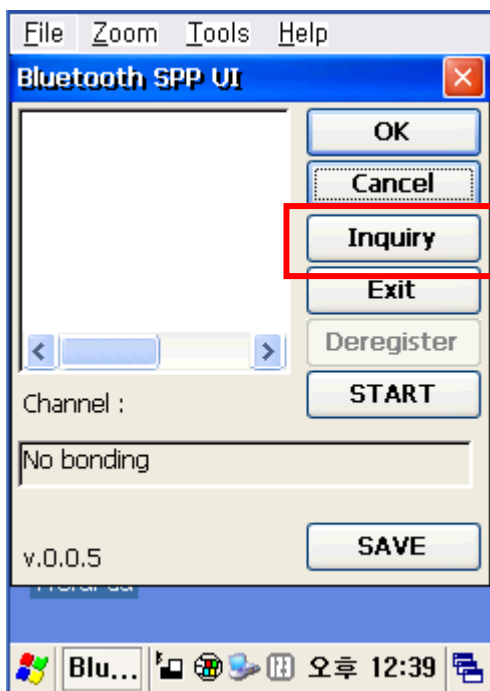 File Zoom Tools Help
Bluetooth SPP UI
OK
Cancel
Inquiry
Exit
Deregister
START
Channel :
No bonding
v.0.0.5
SAVE
Blu... 오후 12:39